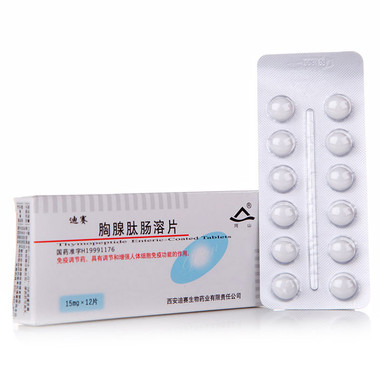 迪赛
胸腺肽肠溶片
Thymopeptide Enteric-Coated Tablets
国药准字H19991176
免疫调节药，具有调节和增强人体细胞免疫功能的作用。
15mg×12片
西安迪赛生物药业有限责任公司
®